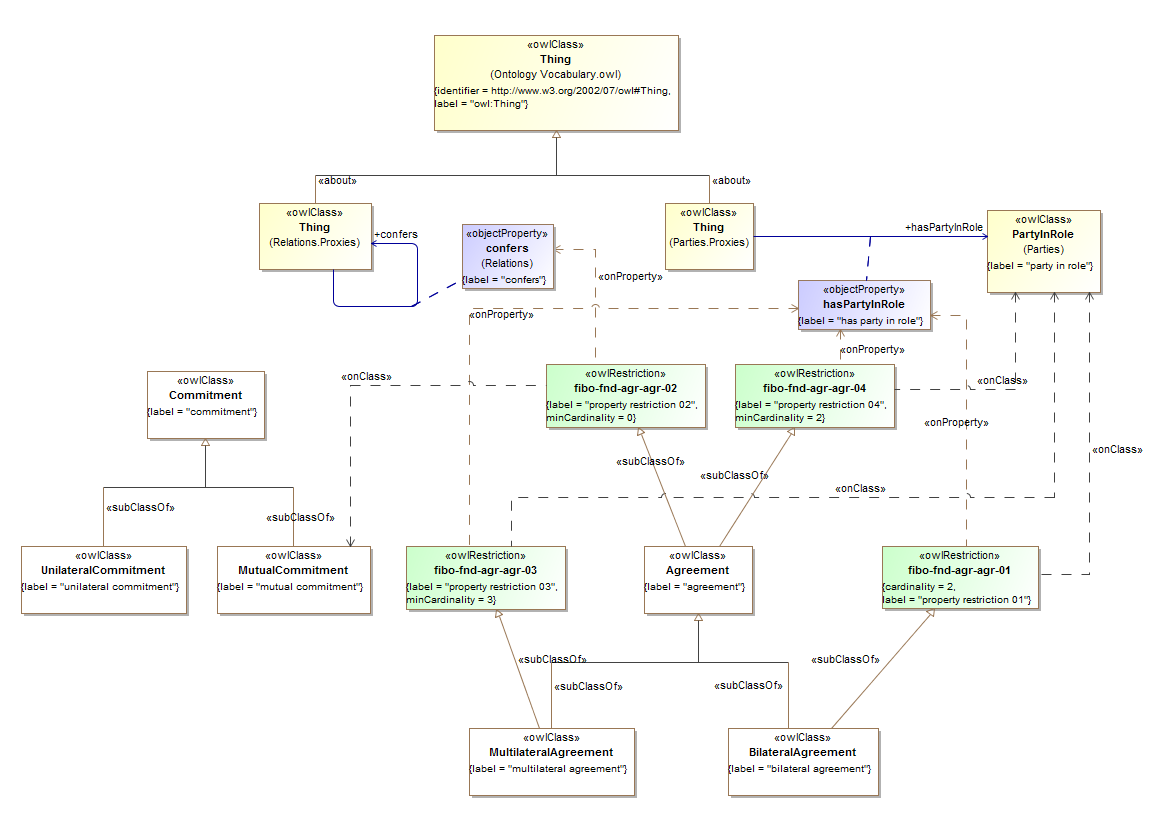 «owlClass»
Thing
(Ontology Vocabulary.owl)
{identifier = http://www.w3.org/2002/07/owl#Thing,
label = "owl:Thing"}
«about»
«about»
«owlClass»
Thing
(Relations.Proxies)
+confers
«objectProperty»
confers
(Relations)
{label = "confers"}
«owlClass»
Thing
(Parties.Proxies)
+hasPartyInRole
«owlClass»
PartyInRole
(Parties)
{label = "party in role"}
«onProperty»
«objectProperty»
hasPartyInRole
{label = "has party in role"}
«onProperty»
«onProperty»
«owlClass»
Commitment
{label = "commitment"}
«onClass»
«owlRestriction»
fibo-fnd-agr-agr-02
{label = "property restriction 02",
minCardinality = 0}
«owlRestriction»
fibo-fnd-agr-agr-04
{label = "property restriction 04",
minCardinality = 2}
«onClass»
«onProperty»
«onClass»
«subClassOf»
«subClassOf»
«onClass»
«subClassOf»
«subClassOf»
«owlClass»
UnilateralCommitment
{label = "unilateral commitment"}
«owlClass»
MutualCommitment
{label = "mutual commitment"}
«owlRestriction»
fibo-fnd-agr-agr-03
{label = "property restriction 03",
minCardinality = 3}
«owlClass»
Agreement
{label = "agreement"}
«owlRestriction»
fibo-fnd-agr-agr-01
{cardinality = 2,
label = "property restriction 01"}
«subClassOf»
«subClassOf»
«subClassOf»
«subClassOf»
«owlClass»
MultilateralAgreement
{label = "multilateral agreement"}
«owlClass»
BilateralAgreement
{label = "bilateral agreement"}